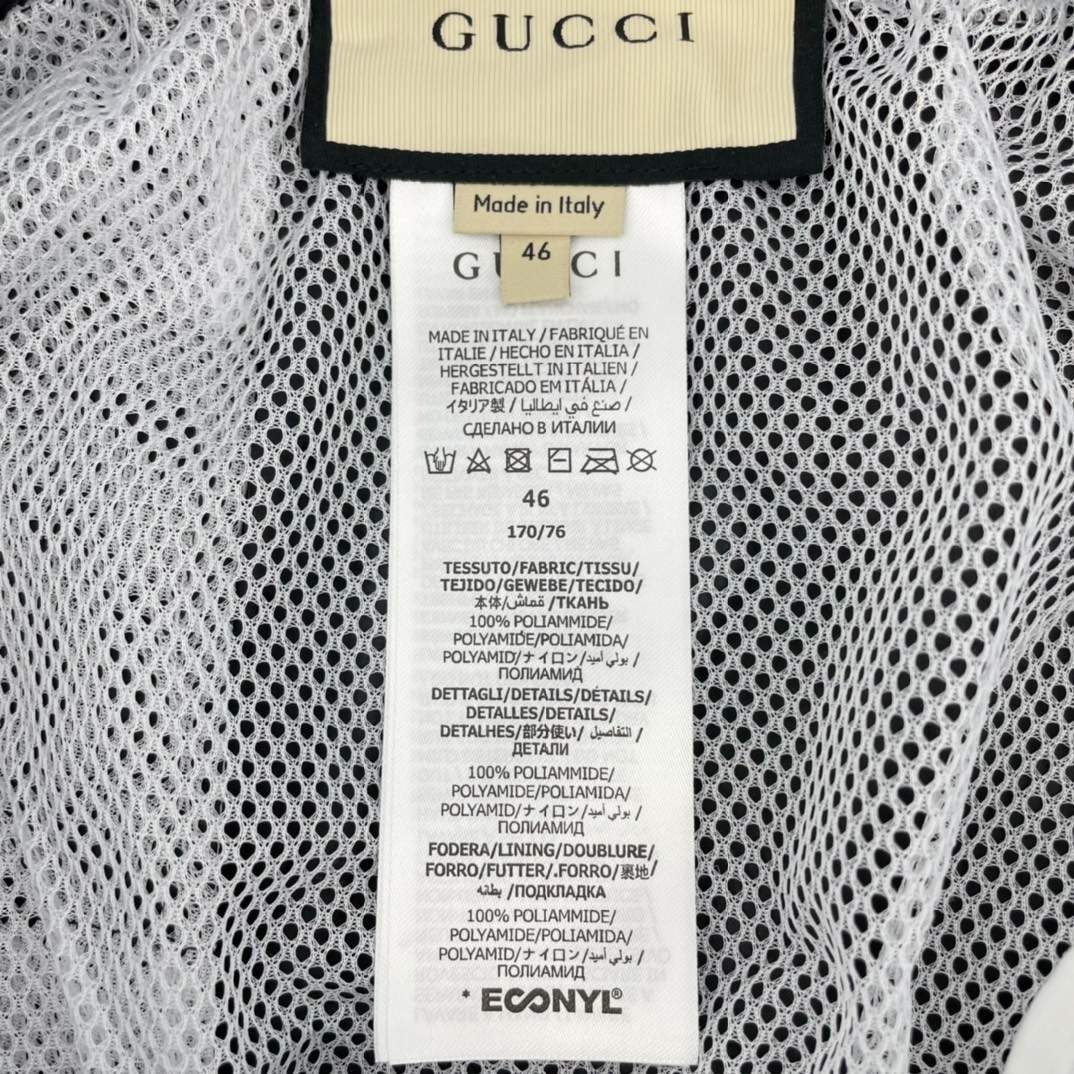 GUCCI
Made in Italy
46
GUCCI
MADE IN ITALY / FABRIQUÉ EN
ITALIE / HECHO EN ITALIA /
HERGESTELLT IN ITALIEN /
FABRICADO EM ITÁLIA /
イタリア製 / صنع في ايطاليا /
СДЕЛАНО В ИТАЛИИ
46
170/76
TESSUTO/FABRIC/TISSU/
TEJIDO/GEWEBE/TECIDO/
本体/قماش /ТКАНЬ
100% POLIAMMIDE/
POLYAMIDE/POLIAMIDA/
POLYAMID/ナイロン/بولي أميد /
ПОЛИАМИД
DETTAGLI/DETAILS/DÉTAILS/
DETALLES/DETAILS/
DETALHES/部分使い/ التفاصيل /
ДЕТАЛИ
100% POLIAMMIDE/
POLYAMIDE/POLIAMIDA/
POLYAMID/ナイロン/بولي أميد /
ПОЛИАМИД
FODERA/LINING/DOUBLURE/
FORRO/FUTTER/.FORRO/裏地/
بطانه /ПОДКЛАДКА
100% POLIAMMIDE/
POLYAMIDE/POLIAMIDA/
POLYAMID/ナイロン/بولي أميد /
ПОЛИАМИД
* ECONYL®